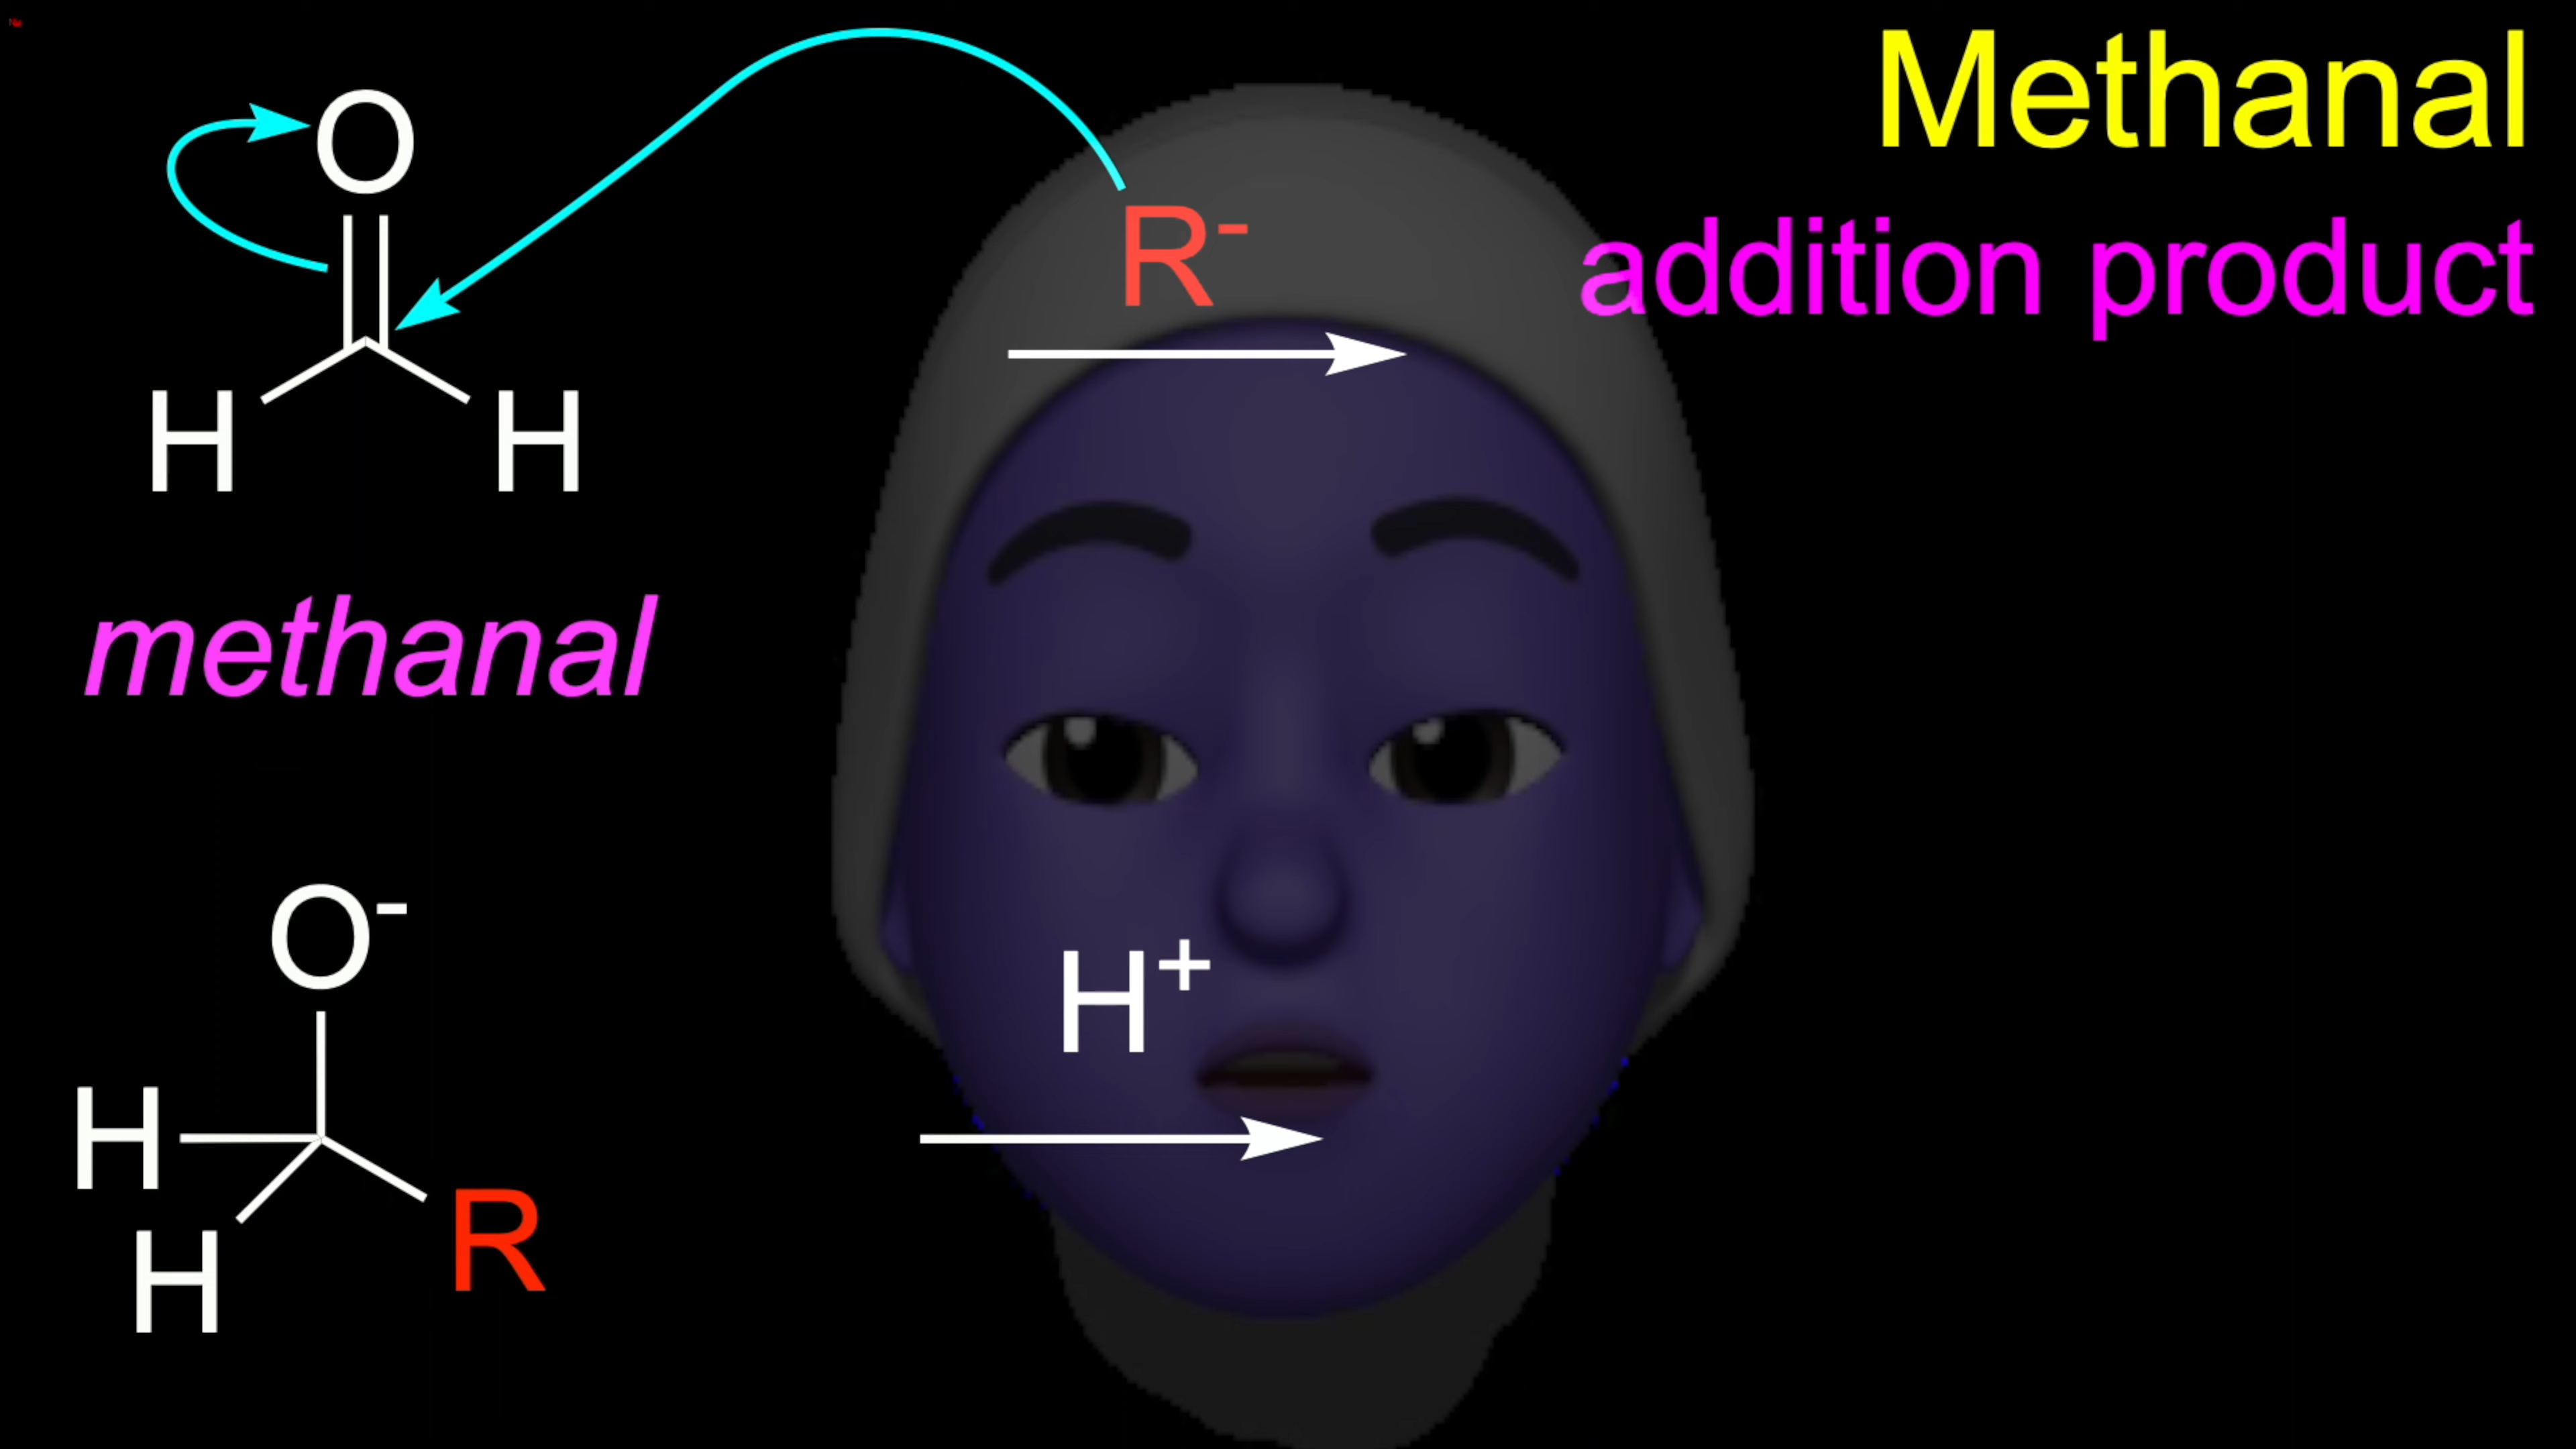 Methanal
addition product
O
R-
H H
methanal
O-
H+
H
R
H